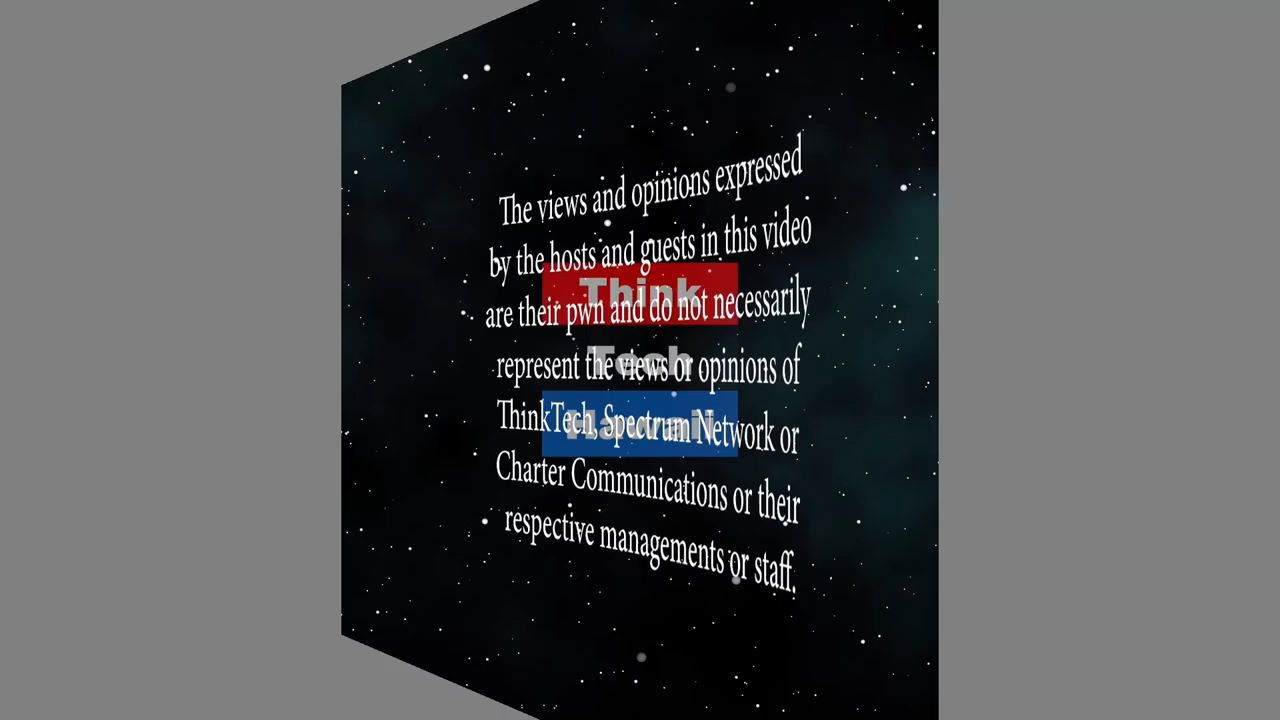 The views and opinions expressed
by the hosts and guests in this video
are their pwn and do not necessarily
represent the views or opinions of
ThinkTech, Spectrum Network or
Charter Communications or their
respective managements or staff.
Think
Tech
Hawaii